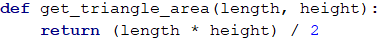 def get_triangle_area(length, height):
    return (length * height) / 2